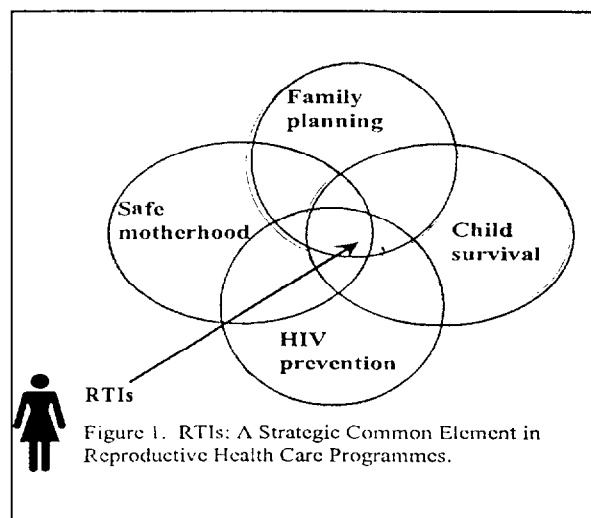 Family
planning
Safe
motherhood
Child
survival
HIV
prevention
RTIs
Figure 1. RTIs: A Strategic Common Element in
Reproductive Health Care Programmes.